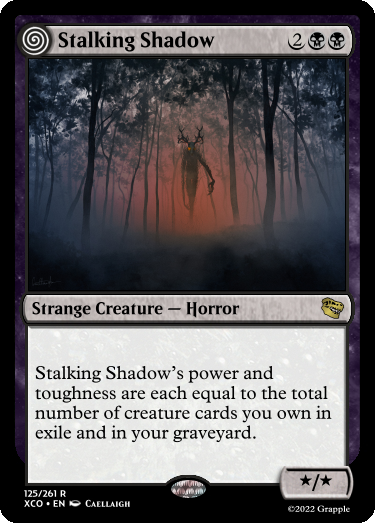 Stalking Shadow 2
Strange Creature — Horror
Stalking Shadow's power and
toughness are each equal to the total
number of creature cards you own in
exile and in your graveyard.
★/★
125/261 R
XCO • EN Caellaigh
©2022 Grapple